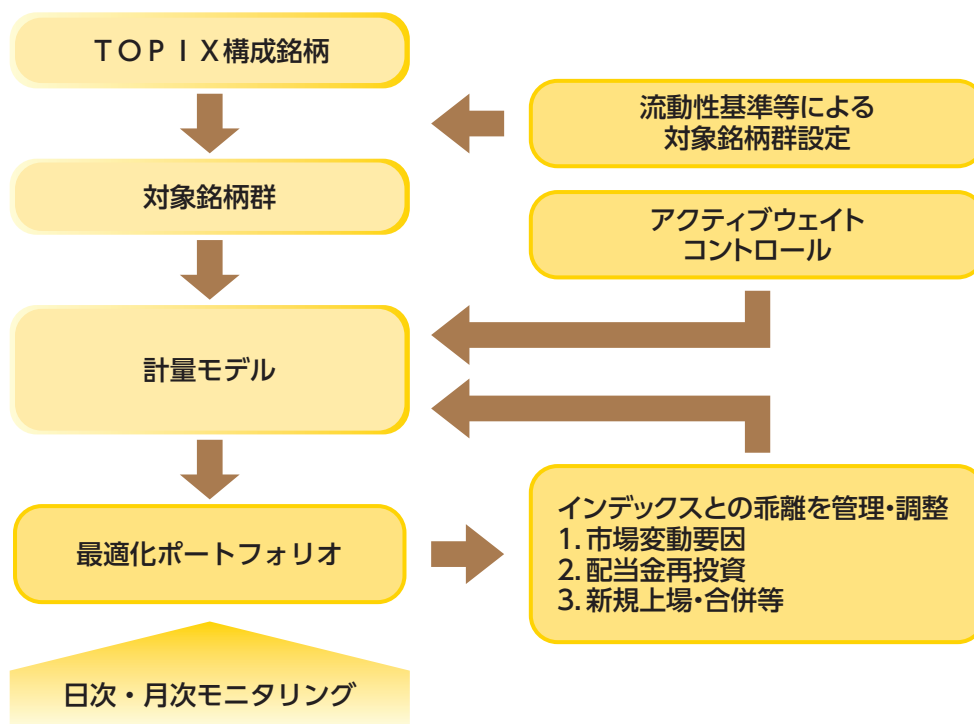 ＴＯＰＩＸ構成銘柄
流動性基準等による
対象銘柄群設定
対象銘柄群
アクティブウェイト
コントロール
計量モデル
最適化ポートフォリオ
インデックスとの乖離を管理・調整
1. 市場変動要因
2. 配当金再投資
3. 新規上場・合併等
日次・月次モニタリング